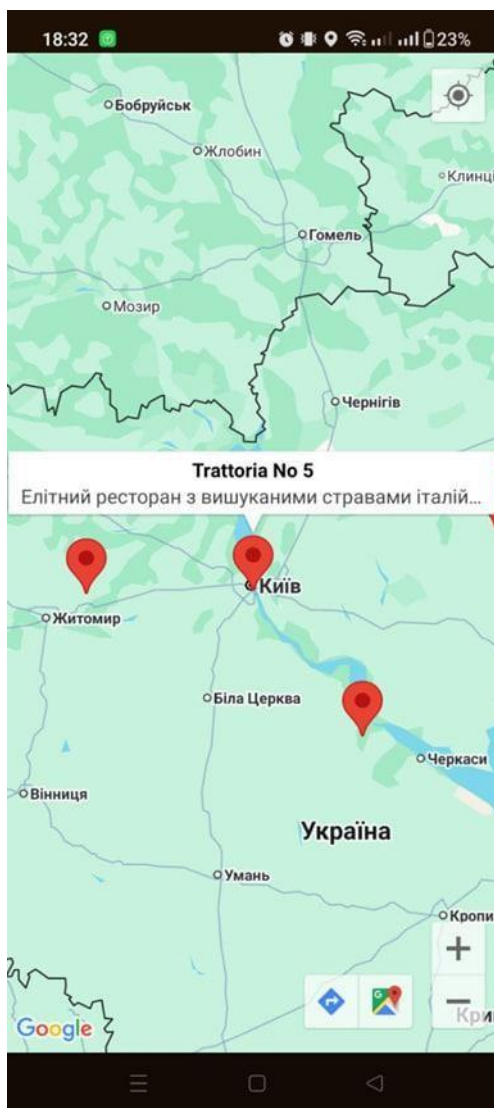 18:32
23%
Бобруйськ
Жлобин
Клинці
Гомель
Мозир
Чернігів
Trattoria No 5
Елітний ресторан з вишуканими стравами італій...
Київ
Житомир
Біла Церква
Черкаси
Вінниця
Україна
Умань
Кропи
+
−
Google
Кри